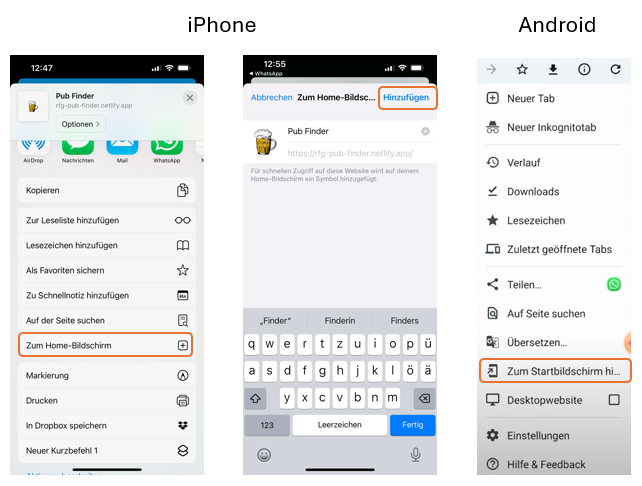 iPhone
Android
12:47
Pub Finder
rfg-pub-finder.netlify.app
Optionen >
AirDrop
Nachrichten
Mail
WhatsApp
Kopieren
Zur Leseliste hinzufügen
Lesezeichen hinzufügen
Als Favoriten sichern
Zu Schnellnotiz hinzufügen
Auf der Seite suchen
Zum Home-Bildschirm
Markierung
Drucken
In Dropbox speichern
Neuer Kurzbefehl 1
12:55
WhatsApp
Abbrechen Zum Home-Bildsc... Hinzufügen
Pub Finder
https://rfg-pub-finder.netlify.app/
Für schnellen Zugriff auf diese Website wird auf deinem
Home-Bildschirm ein Symbol hinzugefügt.
„Finder“ Finderin Finders
q w e r t z u i o p ü
a s d f g h j k l ö ä
y x c v b n m
123 Leerzeichen Fertig
Neuer Tab
Neuer Inkognitotab
Verlauf
Downloads
Lesezeichen
Zuletzt geöffnete Tabs
Teilen...
Auf Seite suchen
Übersetzen...
Zum Startbildschirm hi...
Desktopwebsite
Einstellungen
Hilfe & Feedback